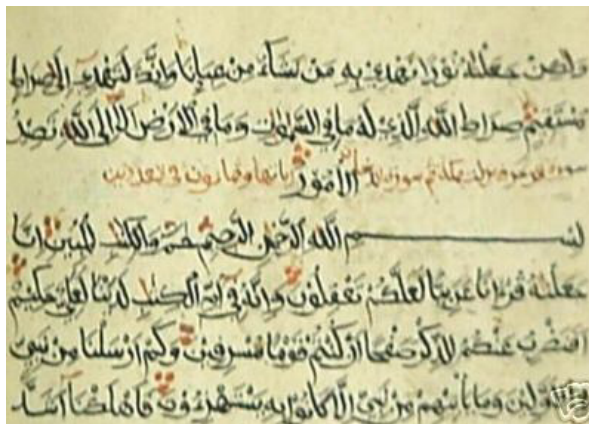 ولكن جعلنه نورا نهدي به من نشاء من عبادنا وانك لتهدي الى صراط
مستقيم صراط الله الذي له ما في السموت وما في الارض الا الى الله تصير
سورة الامور
بسم الله الرحمن الرحيم حم والكتب المبين انا
جعلنه قرانا عربيا لعلكم تعقلون وانه في ام الكتب لدينا لعلي حكيم
افنضرب عنكم الذكر صفحا ان كنتم قوما مسرفين وكم ارسلنا من نبي
في الاولين وما ياتيهم من نبي الا كانوا به يستهزءون فاهلكنا اشد